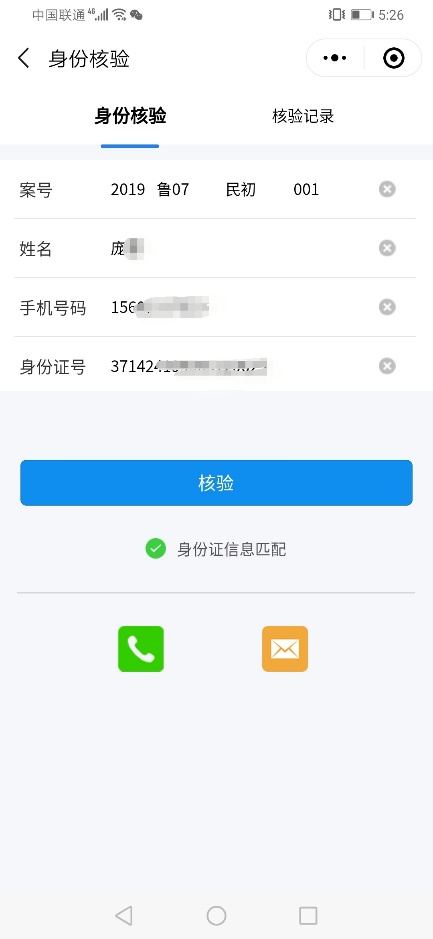 中国联通 4G 5:26
身份核验
身份核验 核验记录
案号 2019 鲁07 民初 001
姓名 庞
手机号码 156
身份证号 3714241
核验
身份证信息匹配